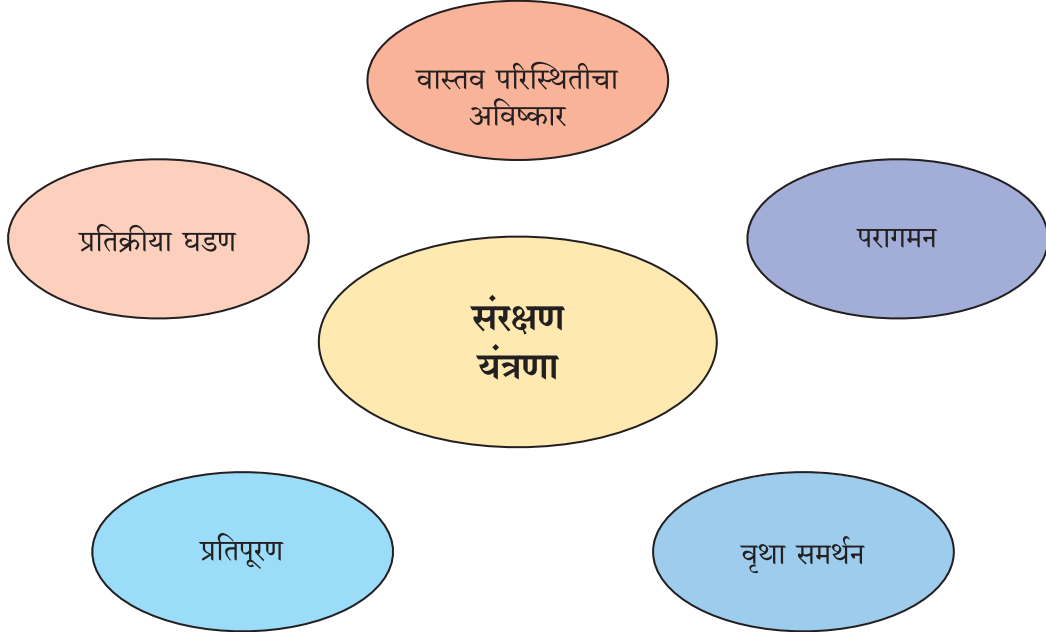 वास्तव परिस्थितीचा
अविष्कार
प्रतिक्रीया घडण
परागमन
संरक्षण
यंत्रणा
प्रतिपूरण
वृथा समर्थन